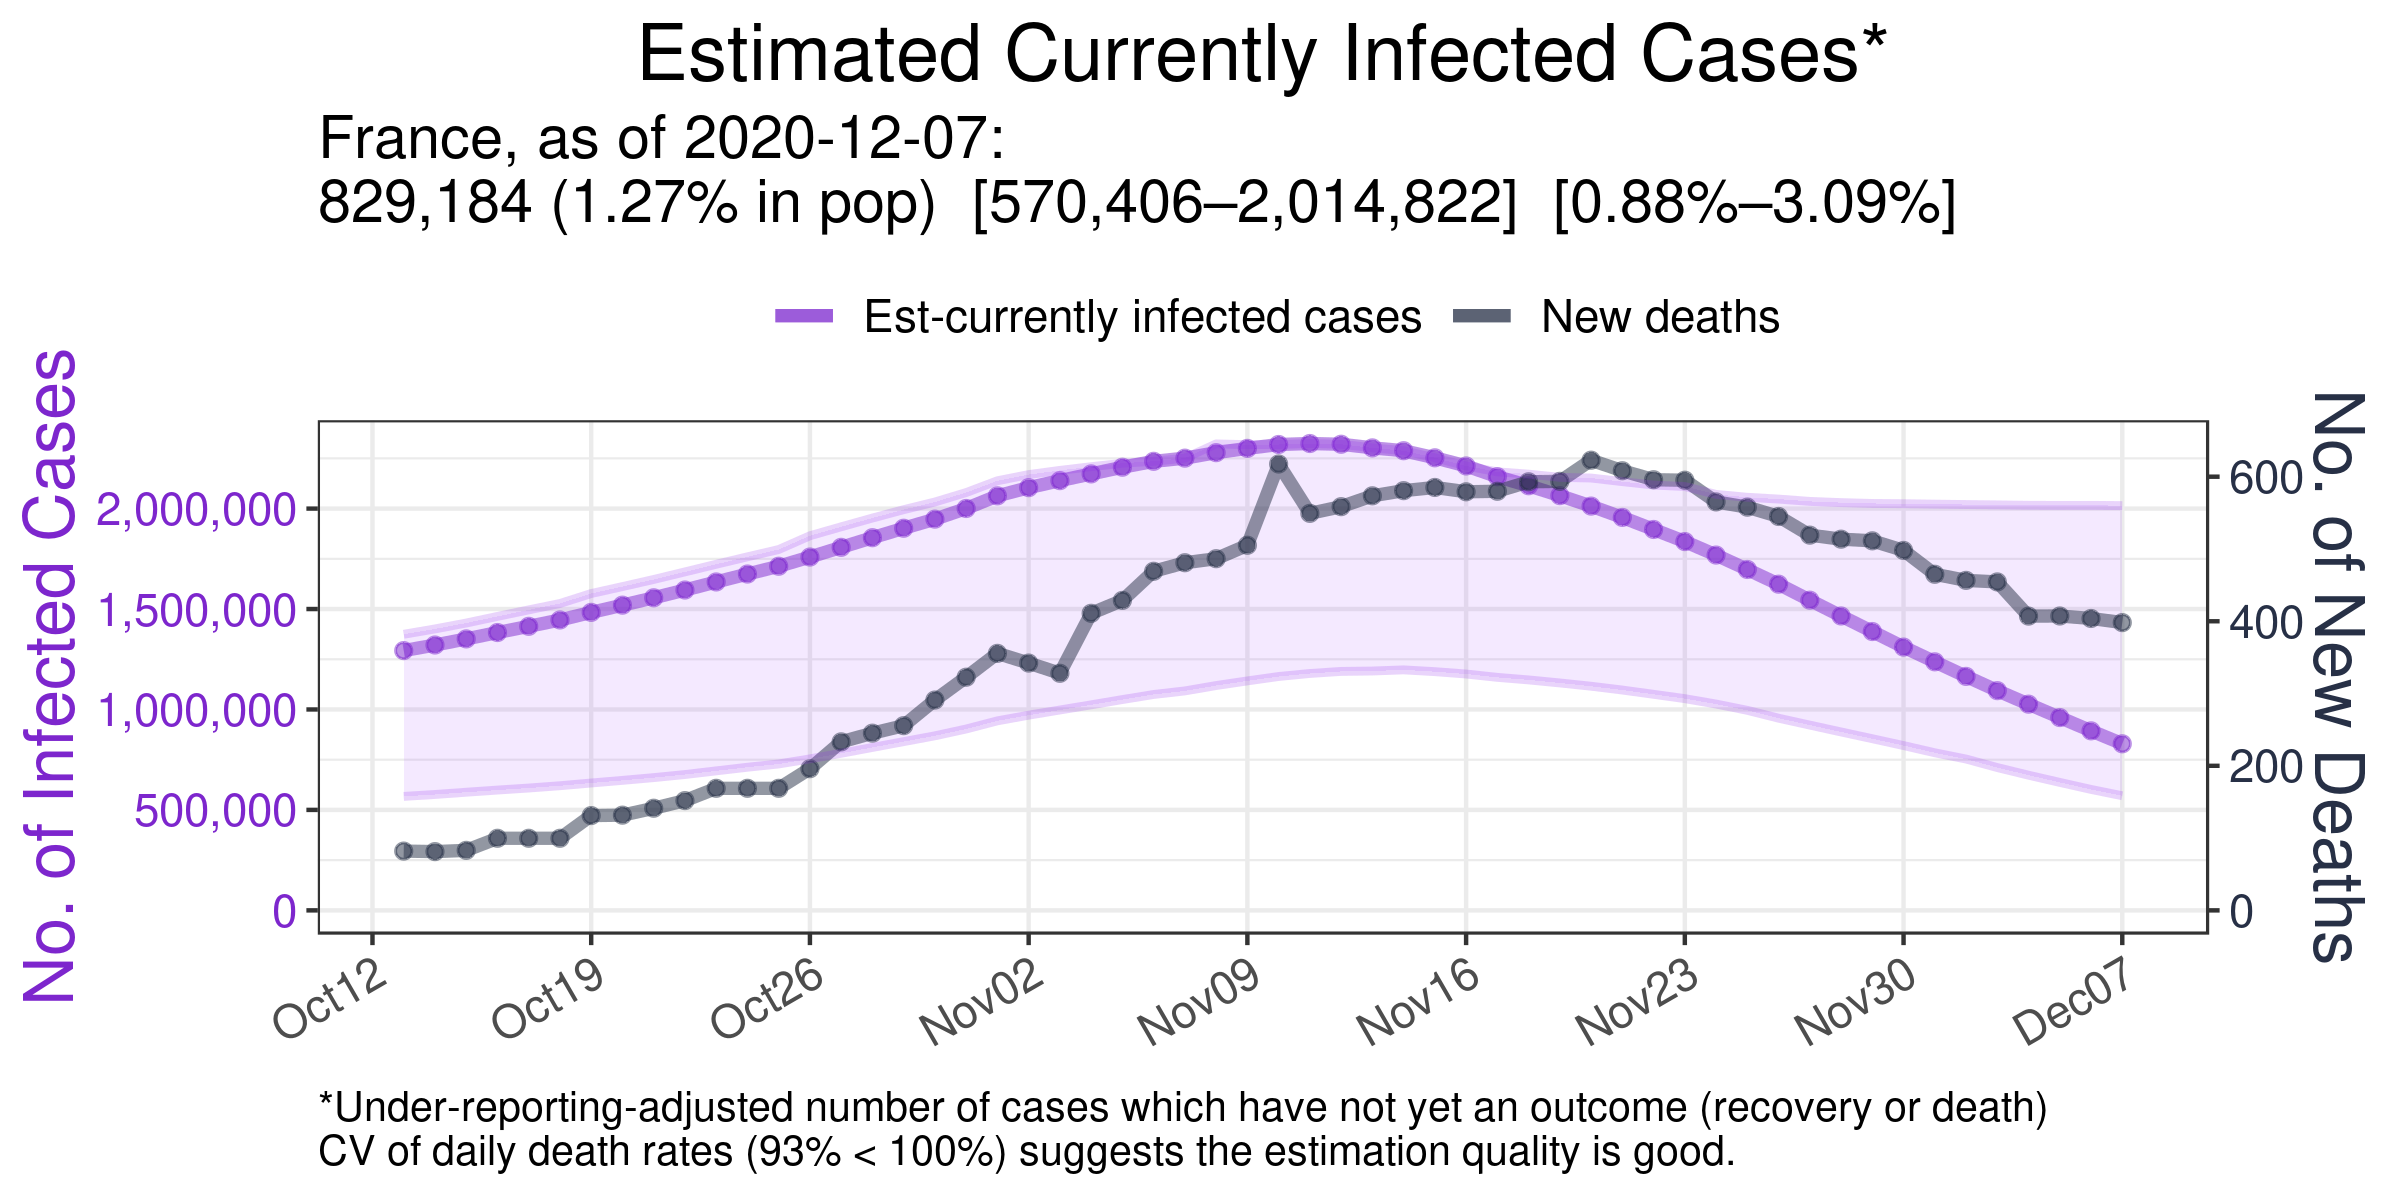 Estimated Currently Infected Cases*
France, as of 2020-12-07:
829,184 (1.27% in pop)  [570,406–2,014,822]  [0.88%–3.09%]
Est-currently infected cases
New deaths
No. of Infected Cases
2,000,000
1,500,000
1,000,000
500,000
0
No. of New Deaths
600
400
200
0
Oct12
Oct19
Oct26
Nov02
Nov09
Nov16
Nov23
Nov30
Dec07
*Under-reporting-adjusted number of cases which have not yet an outcome (recovery or death)
CV of daily death rates (93% < 100%) suggests the estimation quality is good.